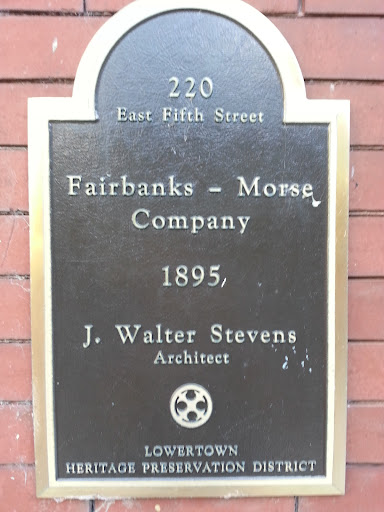 220
East Fifth Street
Fairbanks – Morse
Company
1895
J. Walter Stevens
Architect
LOWERTOWN
HERITAGE PRESERVATION DISTRICT